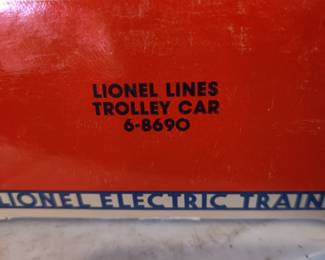 LIONEL LINES
TROLLEY CAR
6-8690
LIONEL ELECTRIC TRAIN